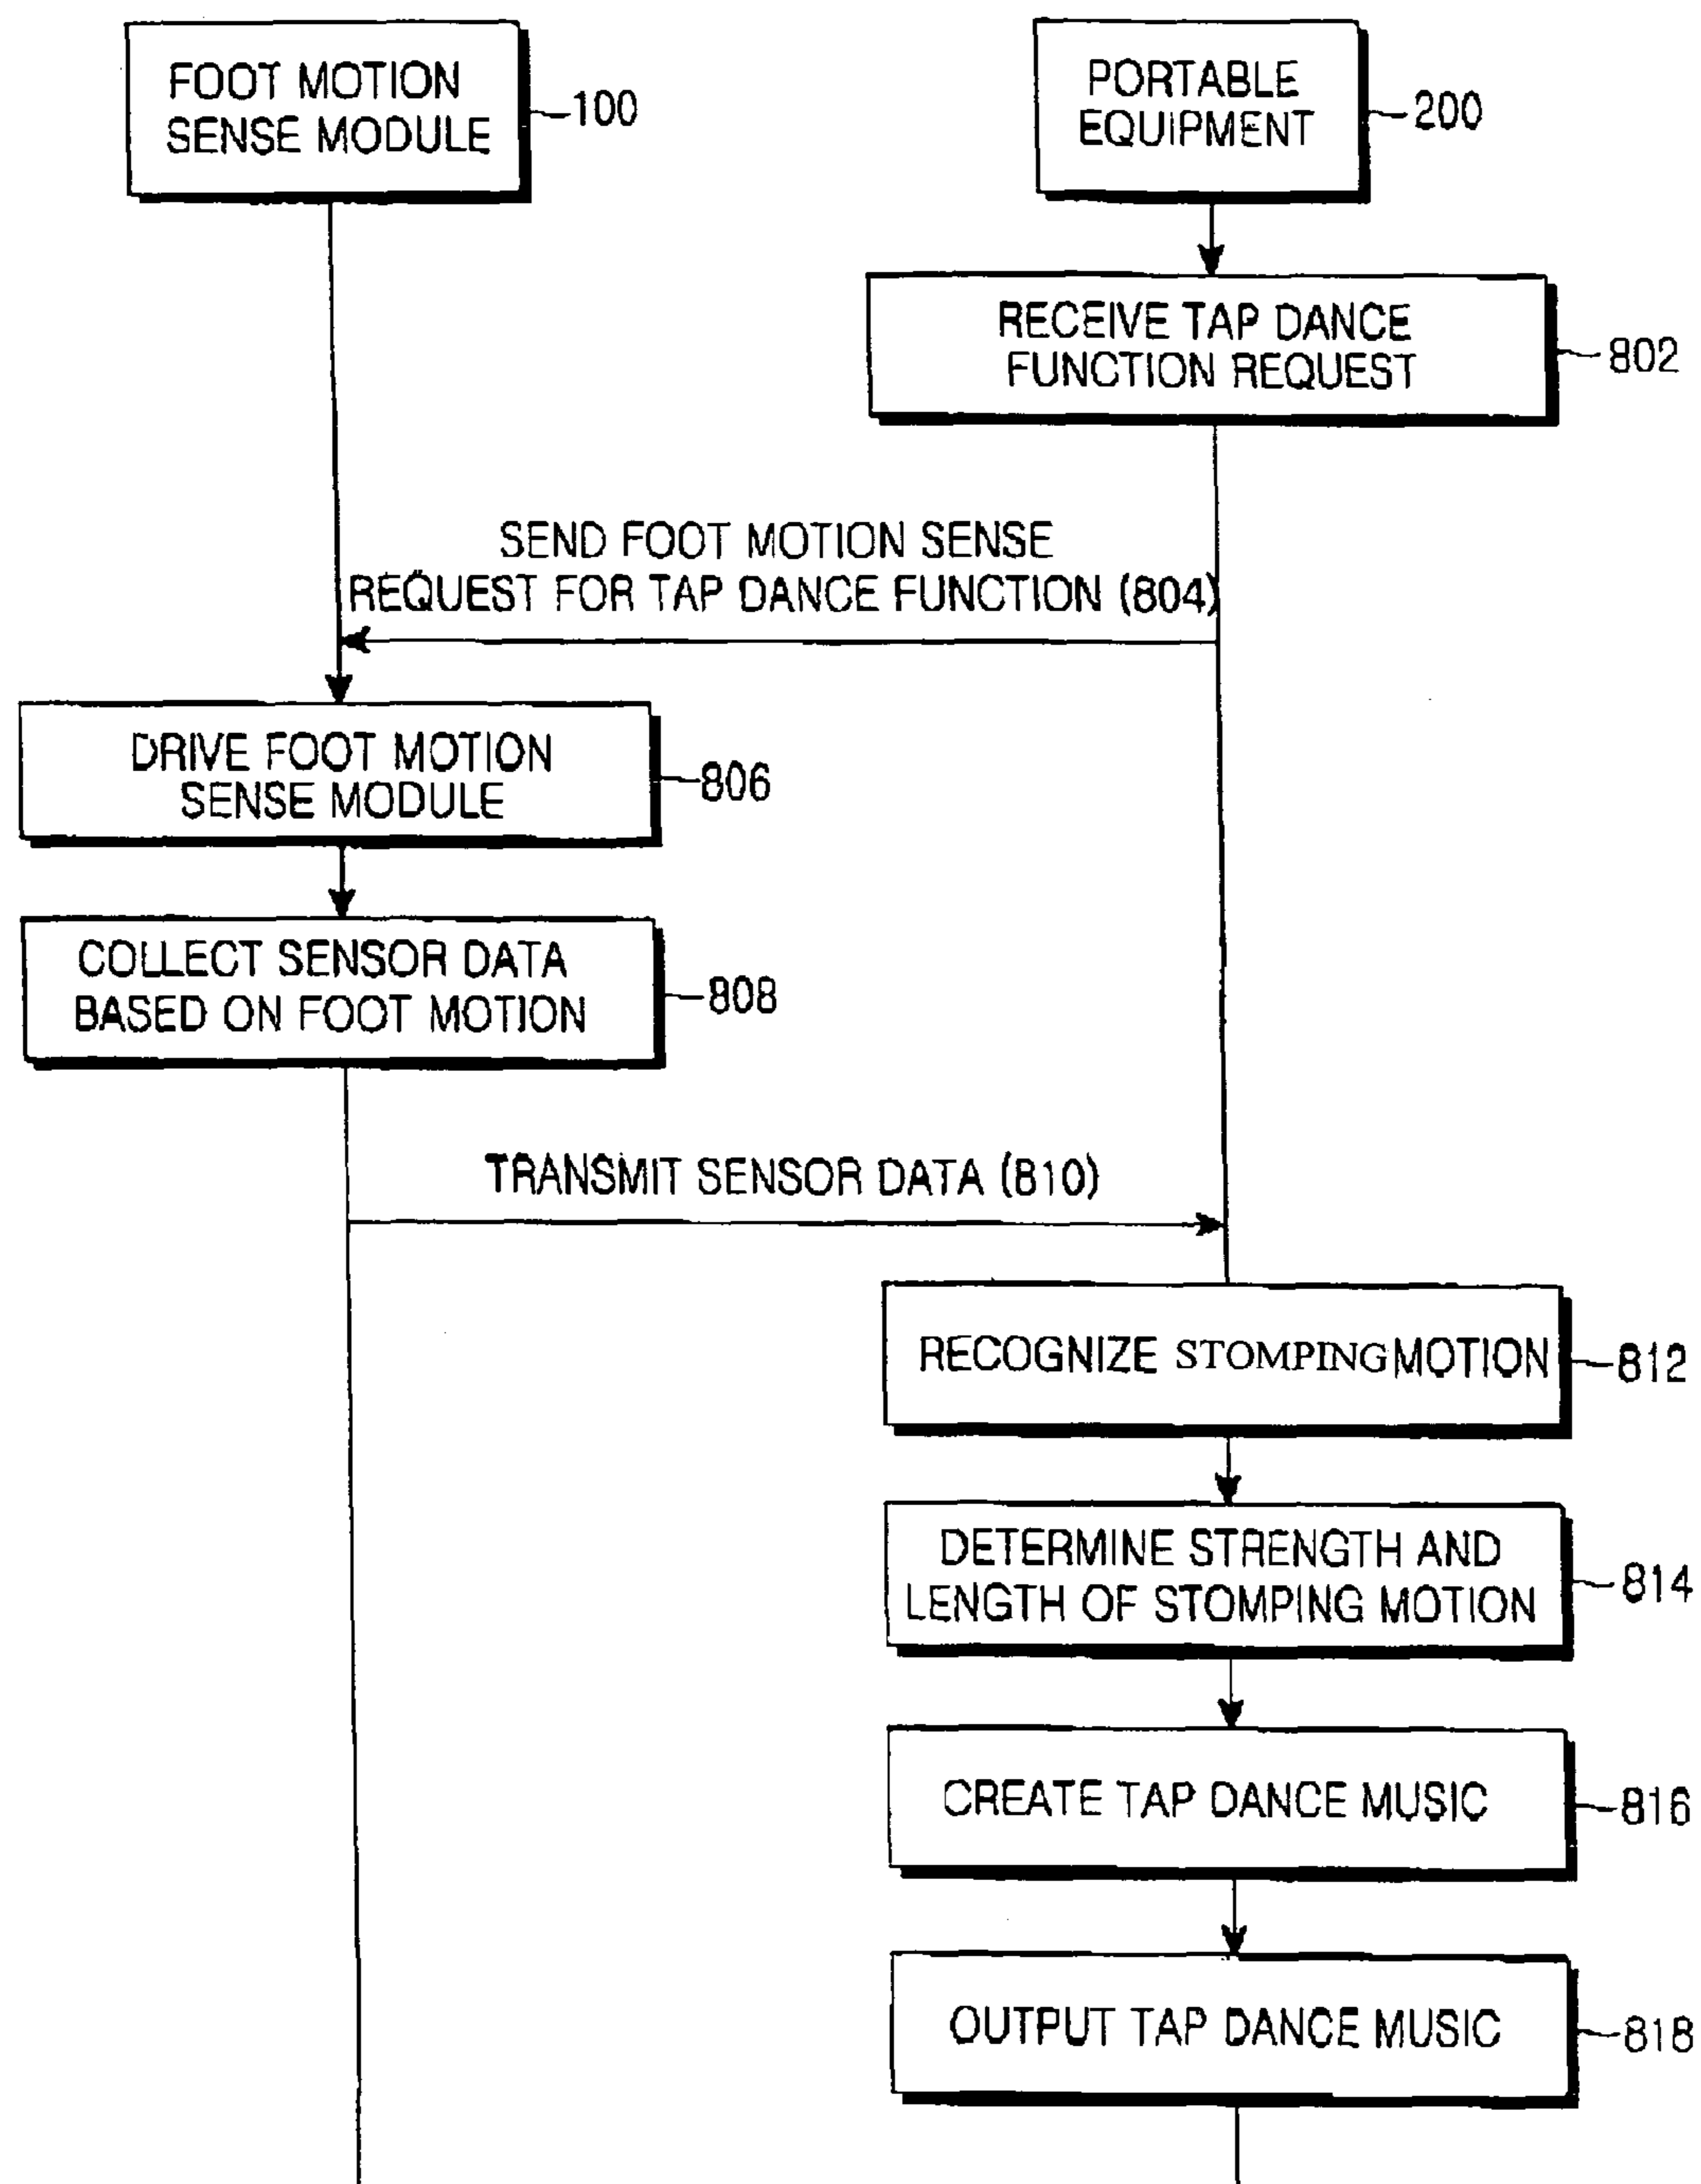 FOOT MOTION
SENSE MODULE
100
PORTABLE
EQUIPMENT
200
RECEIVE TAP DANCE
FUNCTION REQUEST
802
SEND FOOT MOTION SENSE
REQUEST FOR TAP DANCE FUNCTION (804)
DRIVE FOOT MOTION
SENSE MODULE
806
COLLECT SENSOR DATA
BASED ON FOOT MOTION
808
TRANSMIT SENSOR DATA (810)
RECOGNIZE STOMPING MOTION
812
DETERMINE STRENGTH AND
LENGTH OF STOMPING MOTION
814
CREATE TAP DANCE MUSIC
816
OUTPUT TAP DANCE MUSIC
818